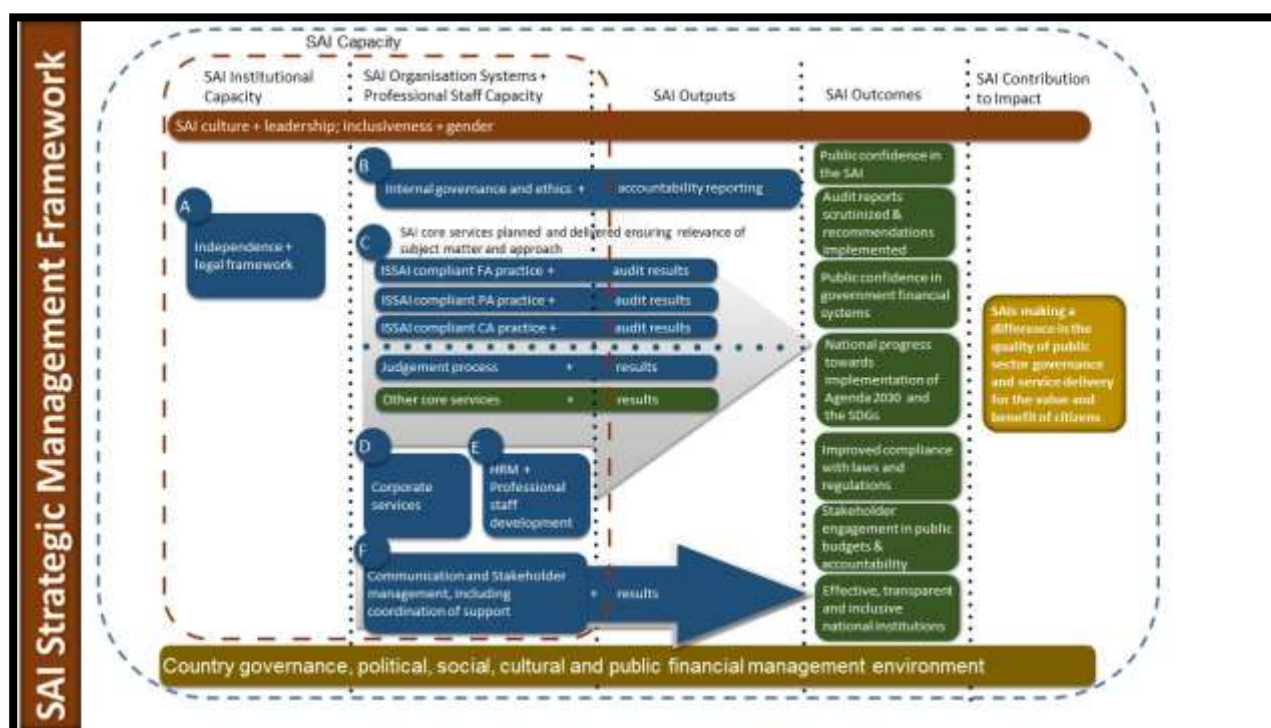 SAI Strategic Management Framework
SAI Capacity
SAI Institutional
Capacity
SAI Organisation Systems +
Professional Staff Capacity
SAI Outputs
SAI Outcomes
SAI Contribution
to Impact
SAI culture + leadership; inclusiveness + gender
A
Independence +
legal framework
B
Internal governance and ethics + accountability reporting
C
SAI core services planned and delivered ensuring relevance of
subject matter and approach
ISSAI compliant FA practice + audit results
ISSAI compliant PA practice + audit results
ISSAI compliant CA practice + audit results
Judgement process + results
Other core services + results
D
Corporate
services
E
HRM +
Professional
staff
development
F
Communication and Stakeholder
management, including
coordination of support
+ results
Public confidence in
the SAI
Audit reports
scrutinized &
recommendations
implemented
Public confidence in
government financial
systems
National progress
towards
implementation of
Agenda 2030 and
the SDGs
Improved compliance
with laws and
regulations
Stakeholder
engagement in public
budgets &
accountability
Effective, transparent
and inclusive
national institutions
SAIs making a
difference in the
quality of public
sector governance
and service delivery
for the value and
benefit of citizens
Country governance, political, social, cultural and public financial management environment